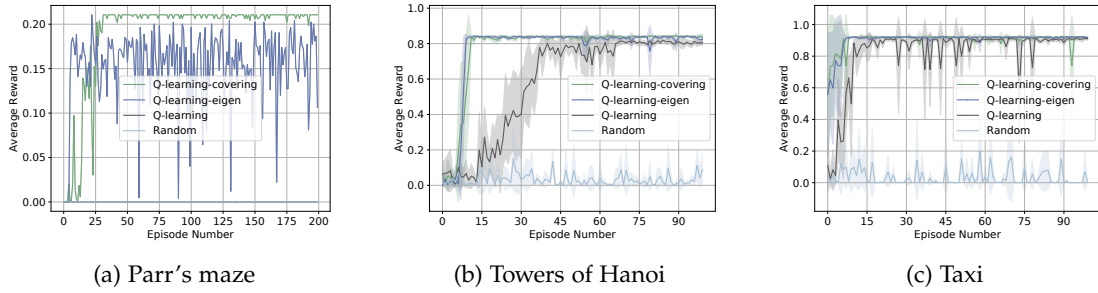 Average Reward
0.20
0.15
0.10
0.05
0.00
0 25 50 75 100 125 150 175 200
Episode Number
Q-learning-covering
Q-learning-eigen
Q-learning
Random
(a) Parr's maze
Average Reward
1.0
0.8
0.6
0.4
0.2
0.0
0 15 30 45 60 75 90
Episode Number
Q-learning-covering
Q-learning-eigen
Q-learning
Random
(b) Towers of Hanoi
Average Reward
1.0
0.8
0.6
0.4
0.2
0.0
0 15 30 45 60 75 90
Episode Number
Q-learning-covering
Q-learning-eigen
Q-learning
Random
(c) Taxi